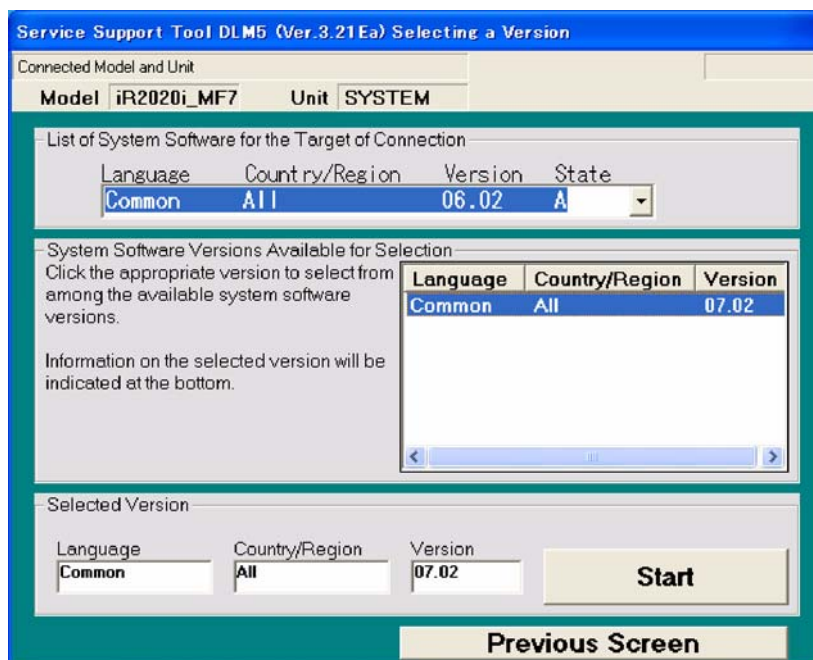 Service Support Tool DLM5 (Ver.3.21Ea) Selecting a Version
Connected Model and Unit
Model iR2020i_MF7 Unit SYSTEM
List of System Software for the Target of Connection
Language Country/Region Version State
Common All 06.02 A
System Software Versions Available for Selection
Click the appropriate version to select from
among the available system software
versions.
Information on the selected version will be
indicated at the bottom.
Language Country/Region Version
Common All 07.02
Selected Version
Language Country/Region Version
Common All 07.02
Start
Previous Screen